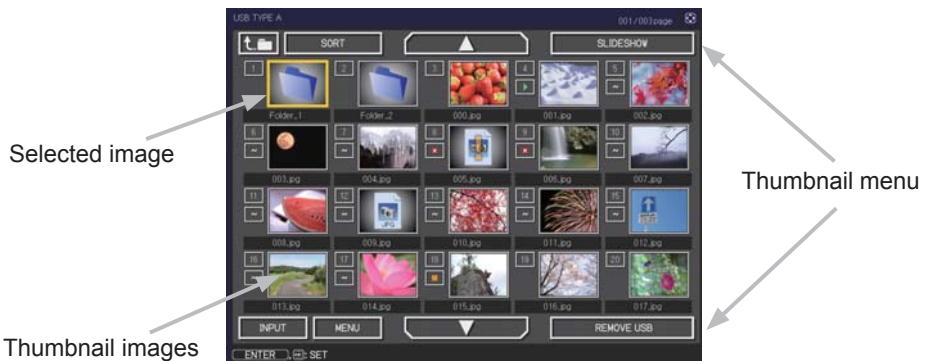 USB TYPE A 001/003page
SORT SLIDESHOW
1 2 3 4 5
Folder_1 Folder_2 000.jpg 001.jpg 002.jpg
Selected image
6 7 8 9 10
003.jpg 004.jpg 005.jpg 006.jpg 007.jpg
Thumbnail menu
11 12 13 14 15
JPG
008.jpg 009.jpg 010.jpg 011.jpg 012.jpg
16 17 18 19 20
013.jpg 014.jpg 015.jpg 016.jpg 017.jpg
Thumbnail images
INPUT MENU REMOVE USB
ENTER , : SET